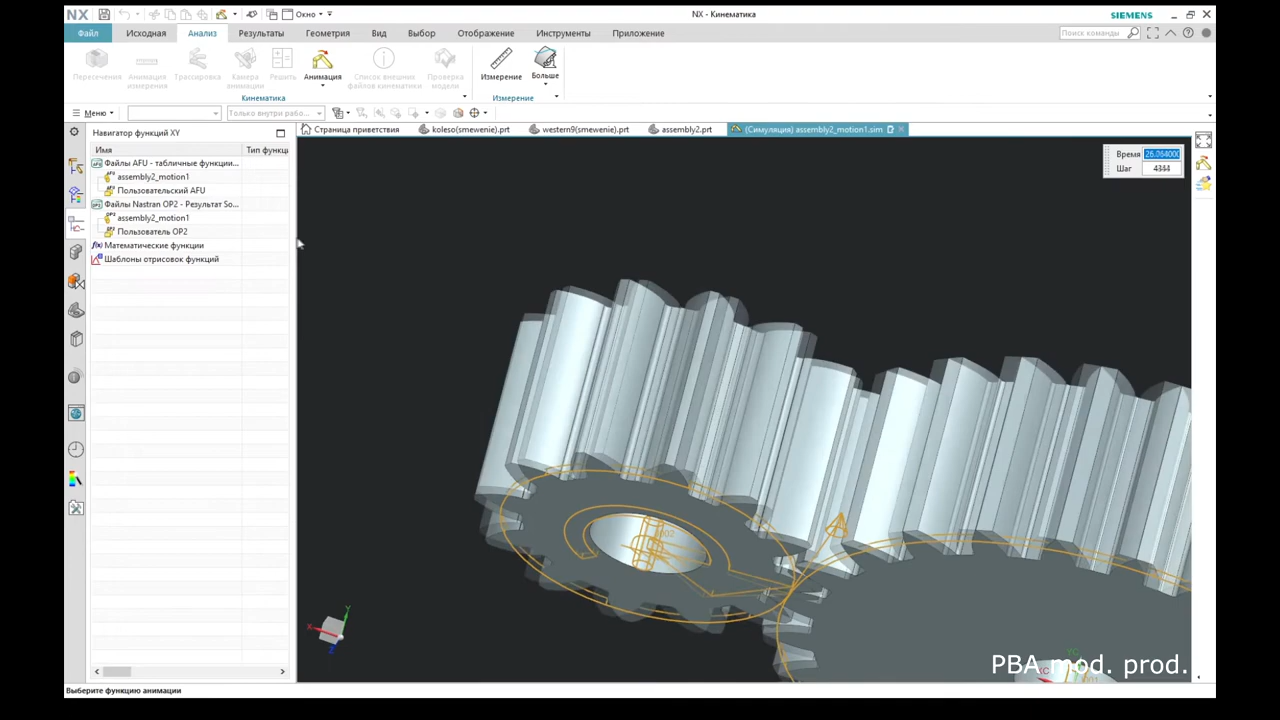 NX
Окно
NX - Кинематика
SIEMENS
Файл
Исходная
Анализ
Результаты
Геометрия
Вид
Выбор
Отображение
Инструменты
Приложение
Поиск команды
Пересечения
Анимация
измерения
Трассировка
Камера
анимации
Решить
Анимация
Список внешних
файлов кинематики
Проверка
модели
Измерение
Больше
Кинематика
Измерение
Меню
Только внутри рабо...
Навигатор функций XY
Страница приветствия
koleso(smewenie).prt
western9(smewenie).prt
assembly2.prt
(Симуляция) assembly2_motion1.sim
Имя
Тип функци
Время
26.064000
Шаг
4344
Файлы AFU - табличные функции...
assembly2_motion1
Пользовательский AFU
Файлы Nastran OP2 - Результат So...
assembly2_motion1
Пользователь OP2
Математические функции
Шаблоны отрисовок функций
Y
X
Z
YC
PBA mod. prod.
Выберите функцию анимации